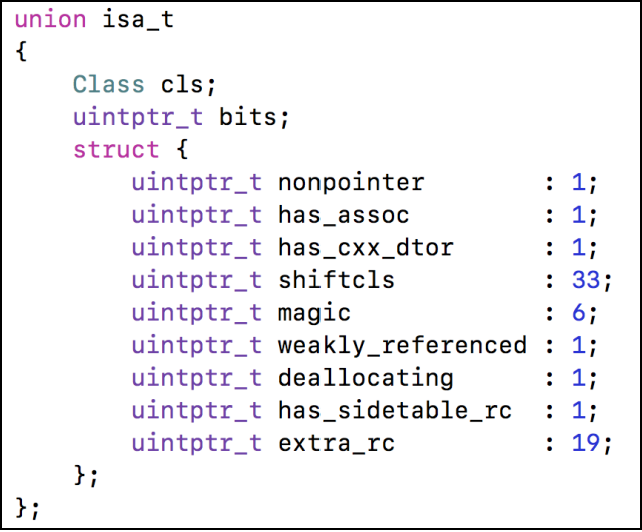 union isa_t
{
    Class cls;
    uintptr_t bits;
    struct {
        uintptr_t nonpointer        : 1;
        uintptr_t has_assoc         : 1;
        uintptr_t has_cxx_dtor      : 1;
        uintptr_t shiftcls          : 33;
        uintptr_t magic             : 6;
        uintptr_t weakly_referenced : 1;
        uintptr_t deallocating      : 1;
        uintptr_t has_sidetable_rc  : 1;
        uintptr_t extra_rc          : 19;
    };
};